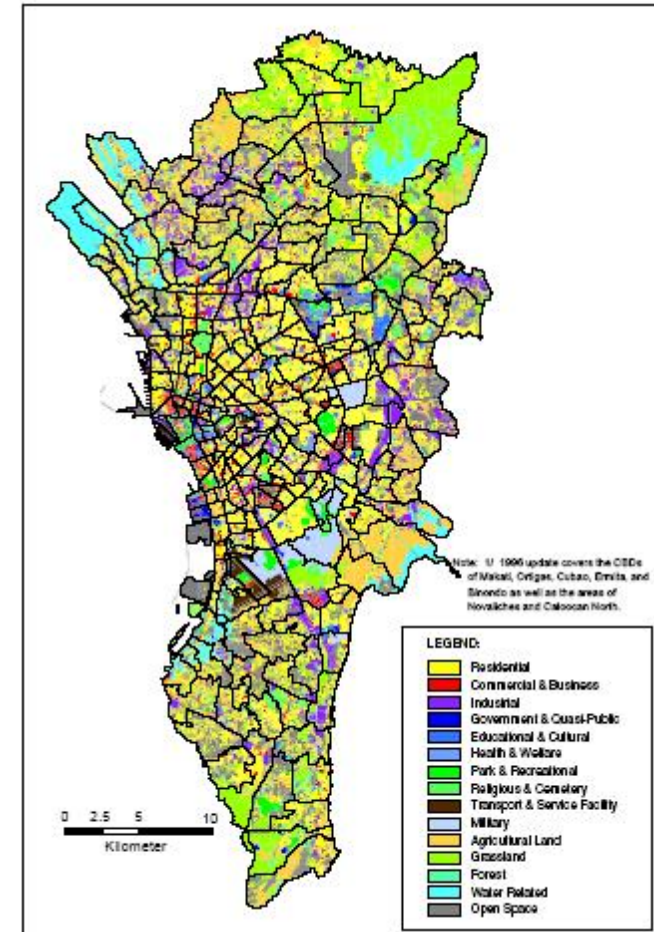 Note: 1/ 1996 update covers the CBDs
of Makati, Ortigas, Cubao, Ermita, and
Binondo as well as the areas of
Novaliches and Caloocan North.
LEGEND:
Residential
Commercial & Business
Industrial
Government & Quasi-Public
Educational & Cultural
Health & Welfare
Park & Recreational
Religious & Cemetery
Transport & Service Facility
Military
Agricultural Land
Grassland
Forest
Water Related
Open Space
0 2.5 5 10
Kilometer